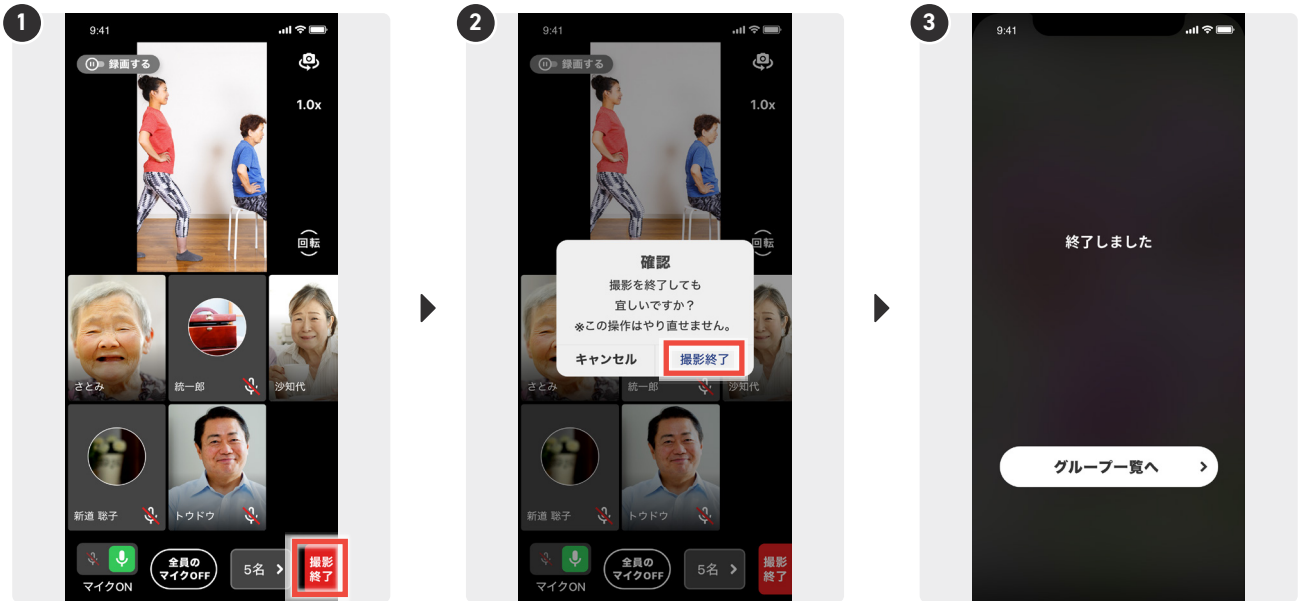 1
9:41
録画する
1.0x
回転
さとみ
統一郎
沙知代
新道 聡子
トウドウ
マイクON
全員の
マイクOFF
5名
撮影
終了
2
9:41
録画する
1.0x
回転
確認
撮影を終了しても
宜しいですか？
※この操作はやり直せません。
キャンセル
撮影終了
さとみ
統一郎
沙知代
新道 聡子
トウドウ
マイクON
全員の
マイクOFF
5名
撮影
終了
3
9:41
終了しました
グループ一覧へ